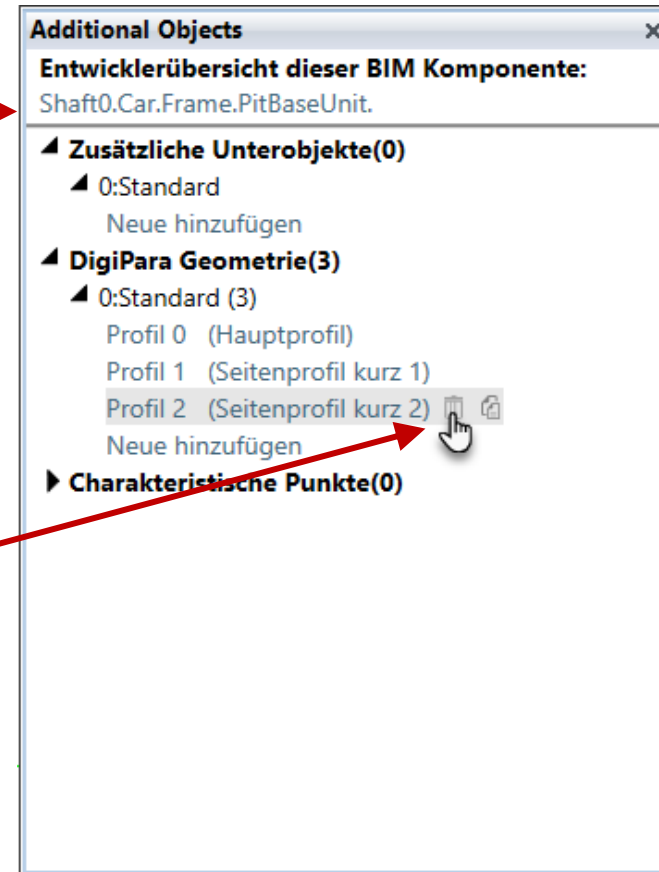 Additional Objects
Entwicklerübersicht dieser BIM Komponente:
Shaft0.Car.Frame.PitBaseUnit.
Zusätzliche Unterobjekte(0)
0:Standard
Neue hinzufügen
DigiPara Geometrie(3)
0:Standard (3)
Profil 0 (Hauptprofil)
Profil 1 (Seitenprofil kurz 1)
Profil 2 (Seitenprofil kurz 2)
Neue hinzufügen
Charakteristische Punkte(0)